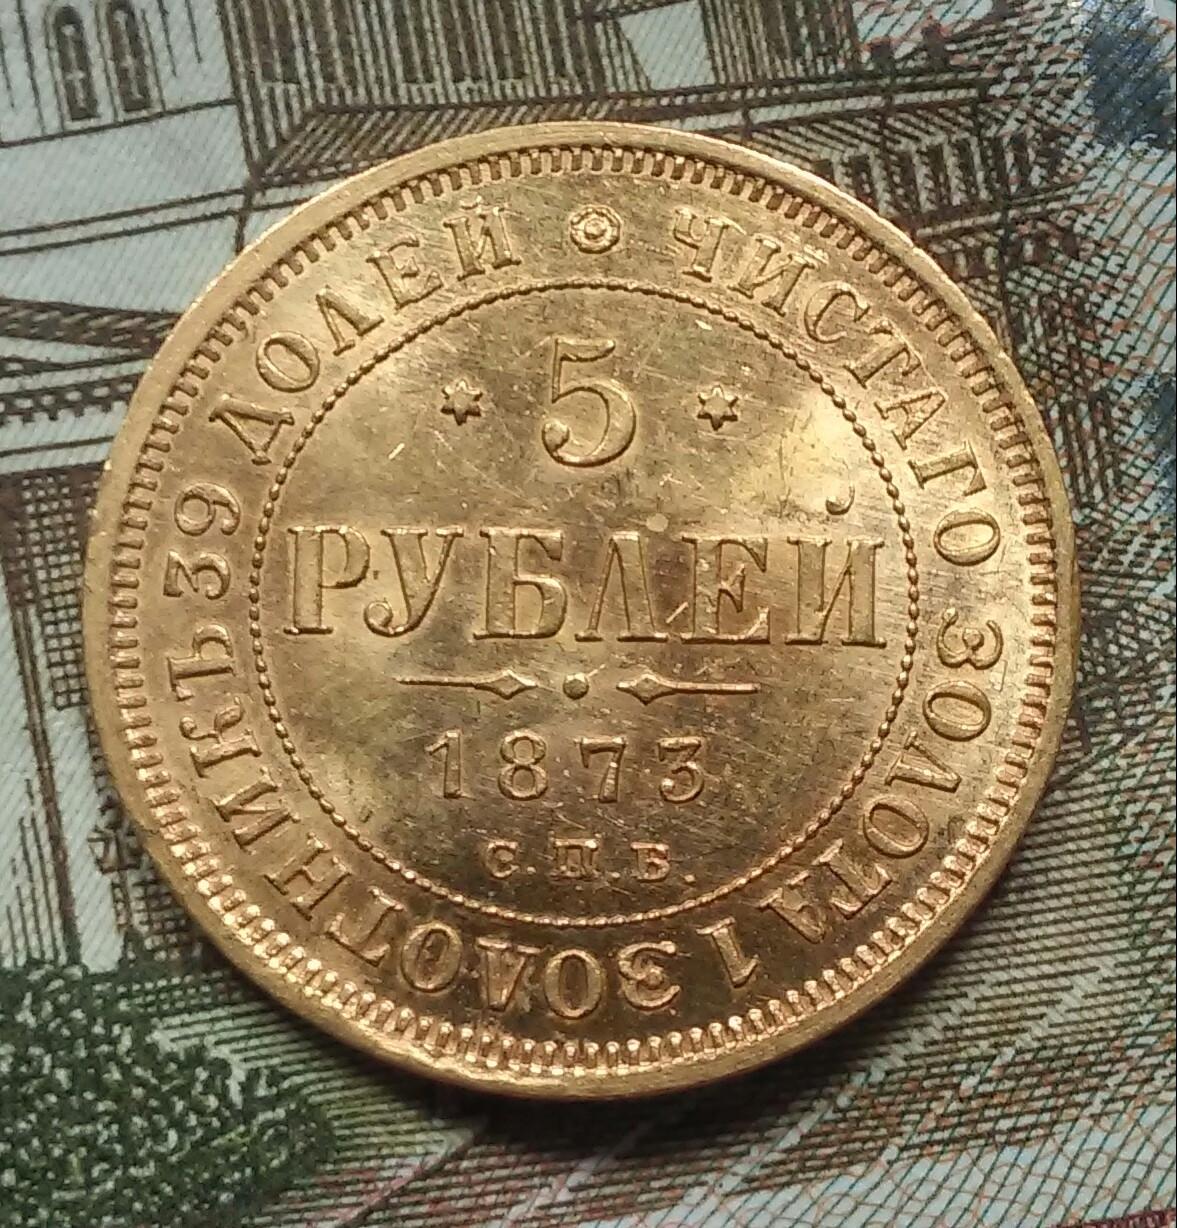 ЧИСТАГО ЗОЛОТА 1 ЗОЛОТНИКЪ 39 ДОЛЕЙ
5
РУБЛЕЙ
1873
С.П.Б.